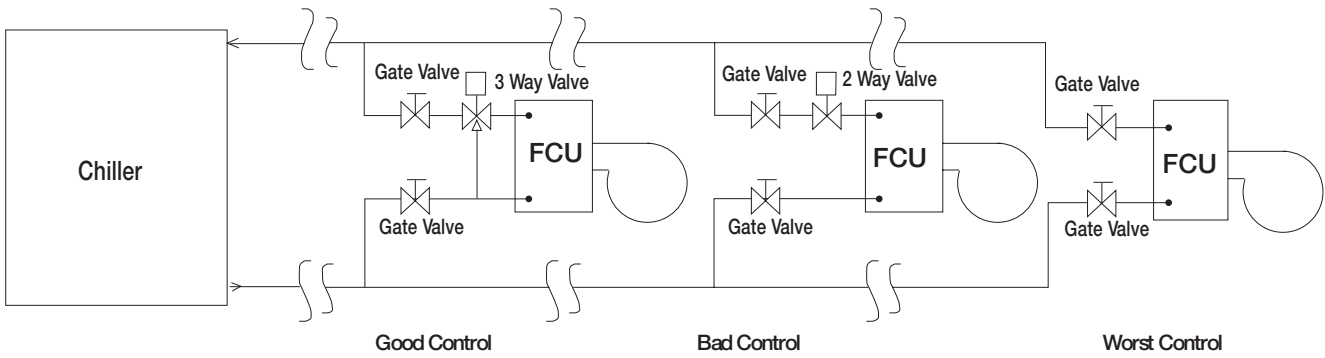 Gate Valve
3 Way Valve
Gate Valve
2 Way Valve
Gate Valve
Chiller
FCU
FCU
FCU
Gate Valve
Gate Valve
Gate Valve
Good Control
Bad Control
Worst Control